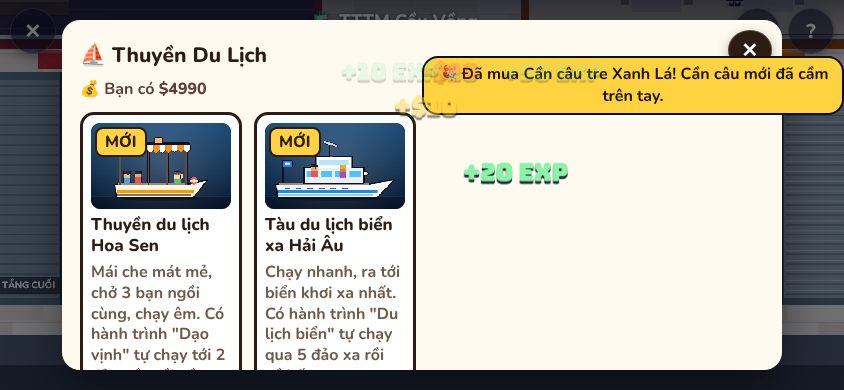 TTTM Cầu Vồng
×
?
⛵ Thuyền Du Lịch
×
💰 Bạn có $4990
+10 EXP
🎉 Đã mua Cần câu tre Xanh Lá! Cần câu mới đã cầm
trên tay.
+20 EXP
MỚI
Thuyền du lịch
Hoa Sen
Mái che mát mẻ,
chở 3 bạn ngồi
cùng, chạy êm. Có
hành trình "Dạo
vịnh" tự chạy tới 2
MỚI
Tàu du lịch biển
xa Hải Âu
Chạy nhanh, ra tới
biển khơi xa nhất.
Có hành trình "Du
lịch biển" tự chạy
qua 5 đảo xa rồi
TẦNG CUỐI